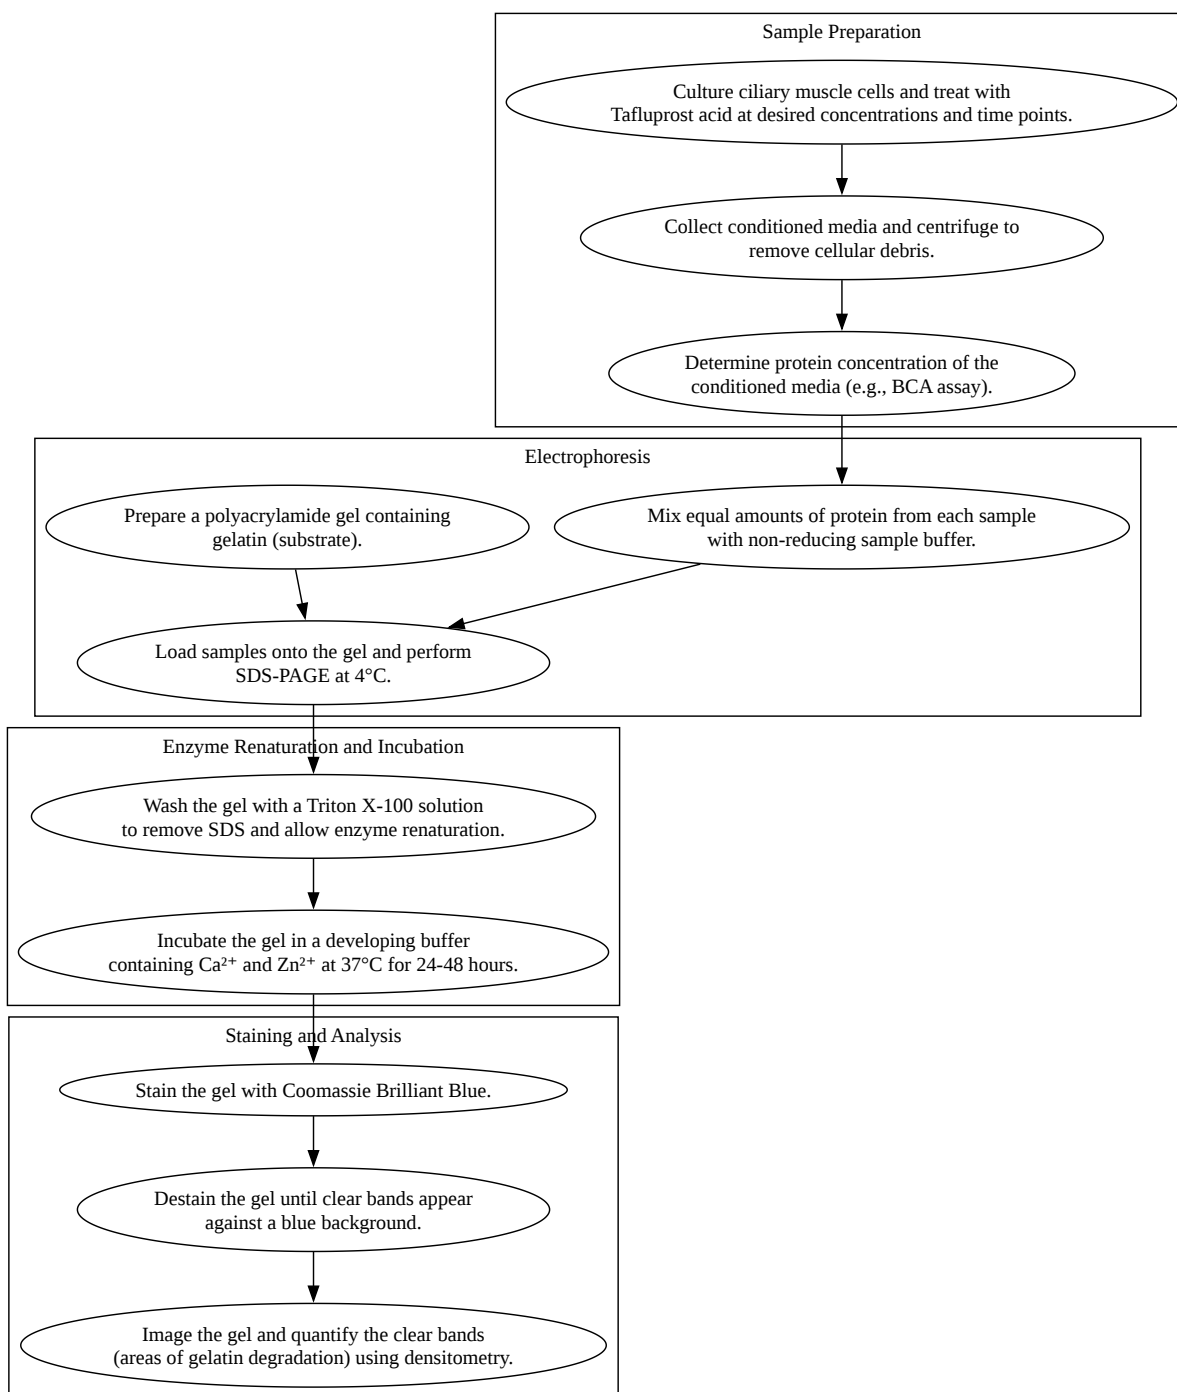 Sample Preparation
Culture ciliary muscle cells and treat with
Tafluprost acid at desired concentrations and time points.
Collect conditioned media and centrifuge to
remove cellular debris.
Determine protein concentration of the
conditioned media (e.g., BCA assay).
Electrophoresis
Prepare a polyacrylamide gel containing
gelatin (substrate).
Mix equal amounts of protein from each sample
with non-reducing sample buffer.
Load samples onto the gel and perform
SDS-PAGE at 4°C.
Enzyme Renaturation and Incubation
Wash the gel with a Triton X-100 solution
to remove SDS and allow enzyme renaturation.
Incubate the gel in a developing buffer
containing Ca²⁺ and Zn²⁺ at 37°C for 24-48 hours.
Staining and Analysis
Stain the gel with Coomassie Brilliant Blue.
Destain the gel until clear bands appear
against a blue background.
Image the gel and quantify the clear bands
(areas of gelatin degradation) using densitometry.